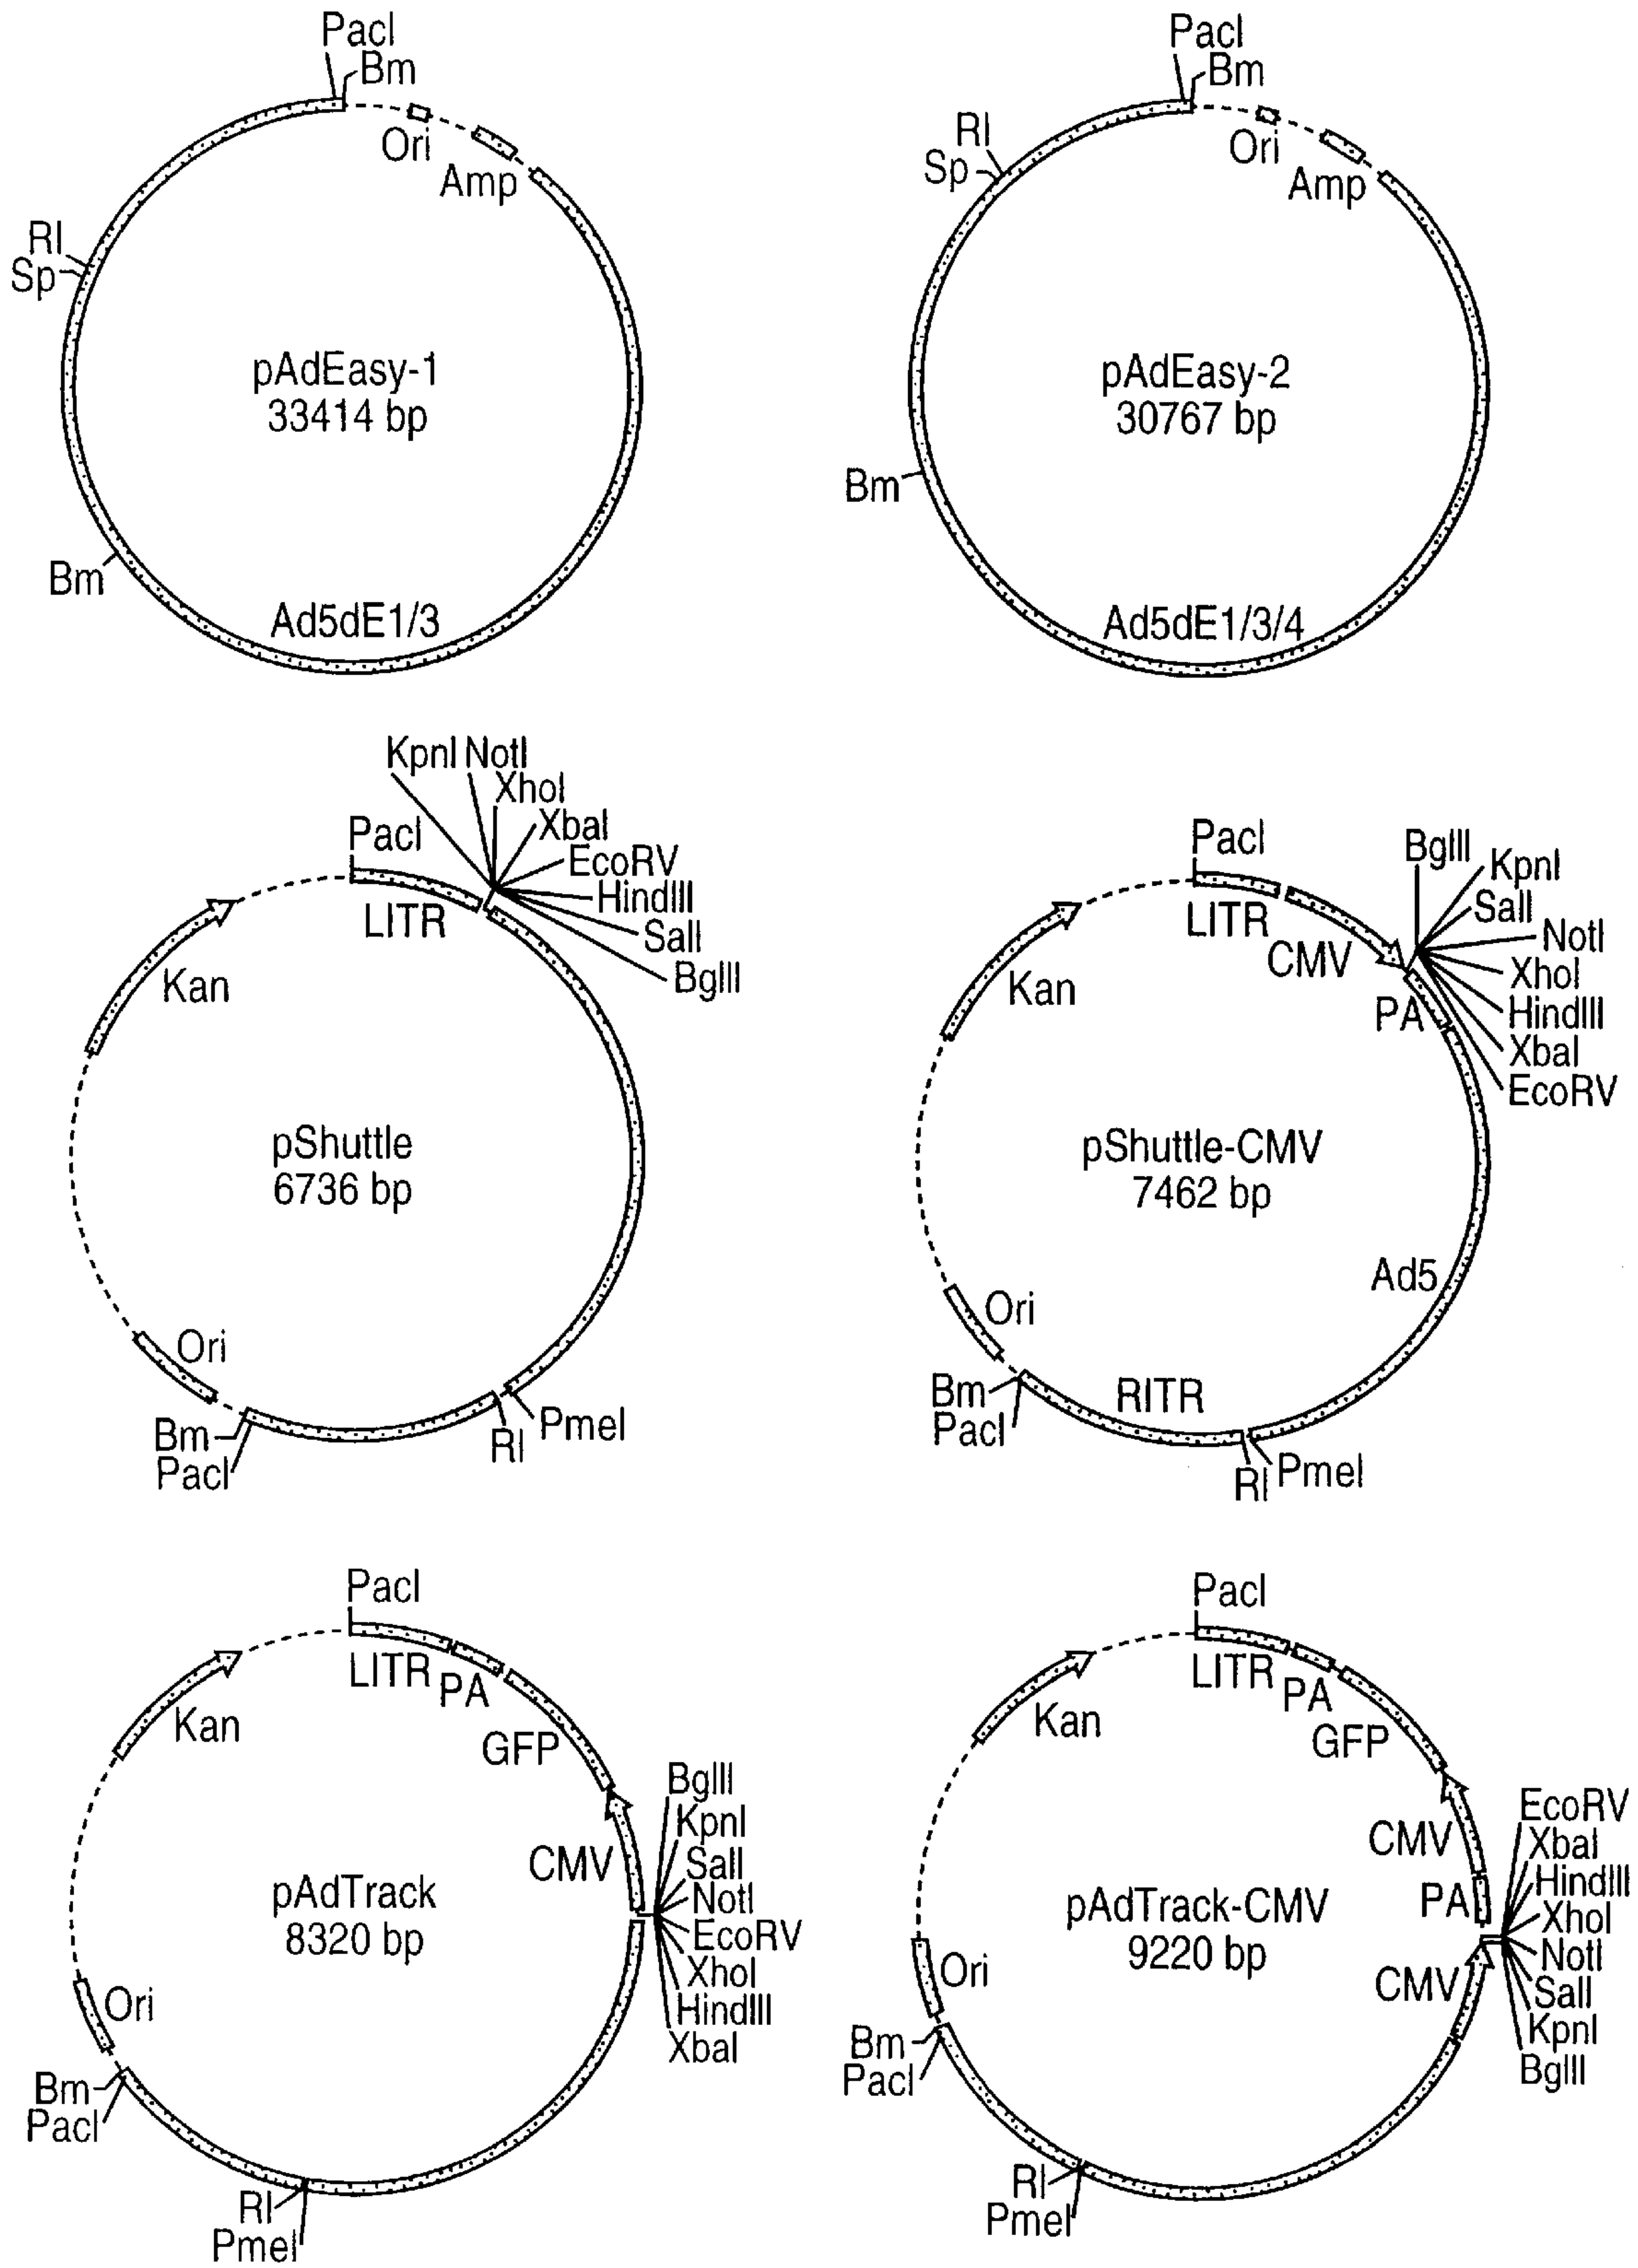 PacI
Bm
Ori
Amp
RI
Sp
pAdEasy-1
33414 bp
Bm
Ad5dE1/3
PacI
Bm
RI
Sp
Ori
Amp
pAdEasy-2
30767 bp
Bm
Ad5dE1/3/4
KpnI NotI
XhoI
XbaI
EcoRV
HindIII
SalI
BglII
PacI
LITR
Kan
pShuttle
6736 bp
Ori
Bm
PacI
RI
PmeI
PacI
BglII
KpnI
SalI
NotI
XhoI
HindIII
XbaI
EcoRV
LITR
CMV
PA
Kan
pShuttle-CMV
7462 bp
Ad5
Ori
RITR
Bm
PacI
RI
PmeI
PacI
LITR
PA
GFP
Kan
BglII
KpnI
SalI
NotI
EcoRV
XhoI
HindIII
XbaI
CMV
pAdTrack
8320 bp
Ori
Bm
PacI
RI
PmeI
PacI
LITR
PA
GFP
Kan
CMV
PA
CMV
EcoRV
XbaI
HindIII
XhoI
NotI
SalI
KpnI
BglII
pAdTrack-CMV
9220 bp
Ori
Bm
PacI
RI
PmeI